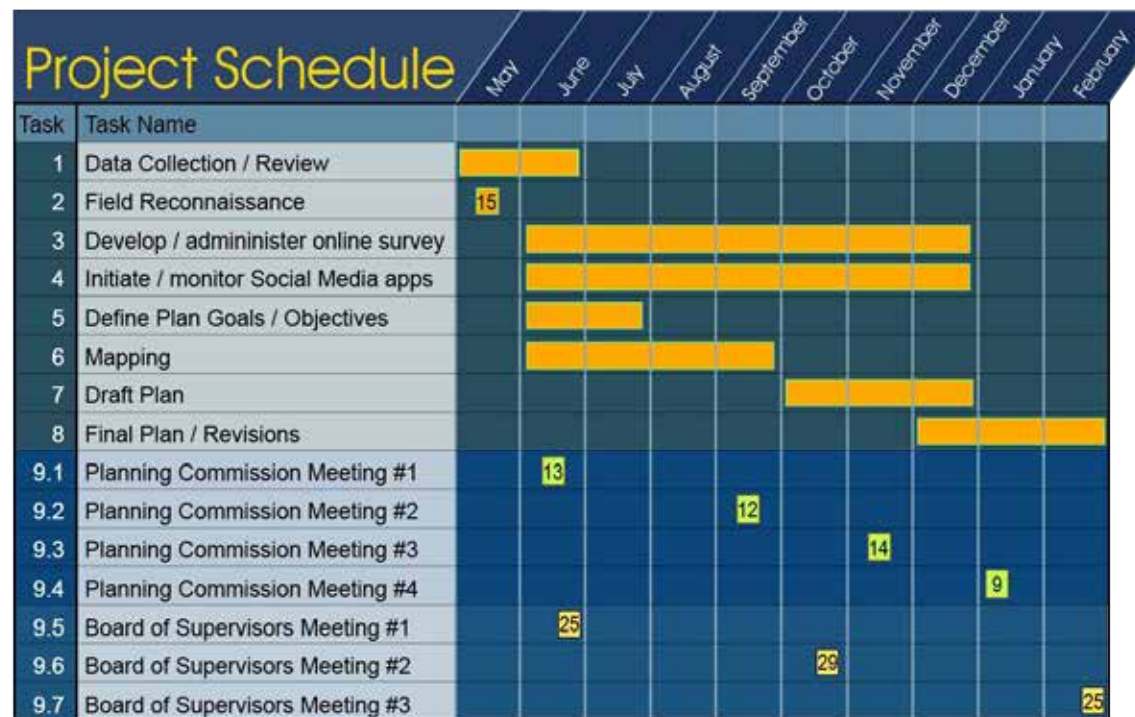 Project Schedule
May
June
July
August
September
October
November
December
January
February
Task Task Name
1 Data Collection / Review
2 Field Reconnaissance 15
3 Develop / admininister online survey
4 Initiate / monitor Social Media apps
5 Define Plan Goals / Objectives
6 Mapping
7 Draft Plan
8 Final Plan / Revisions
9.1 Planning Commission Meeting #1 13
9.2 Planning Commission Meeting #2 12
9.3 Planning Commission Meeting #3 14
9.4 Planning Commission Meeting #4 9
9.5 Board of Supervisors Meeting #1 25
9.6 Board of Supervisors Meeting #2 29
9.7 Board of Supervisors Meeting #3 25